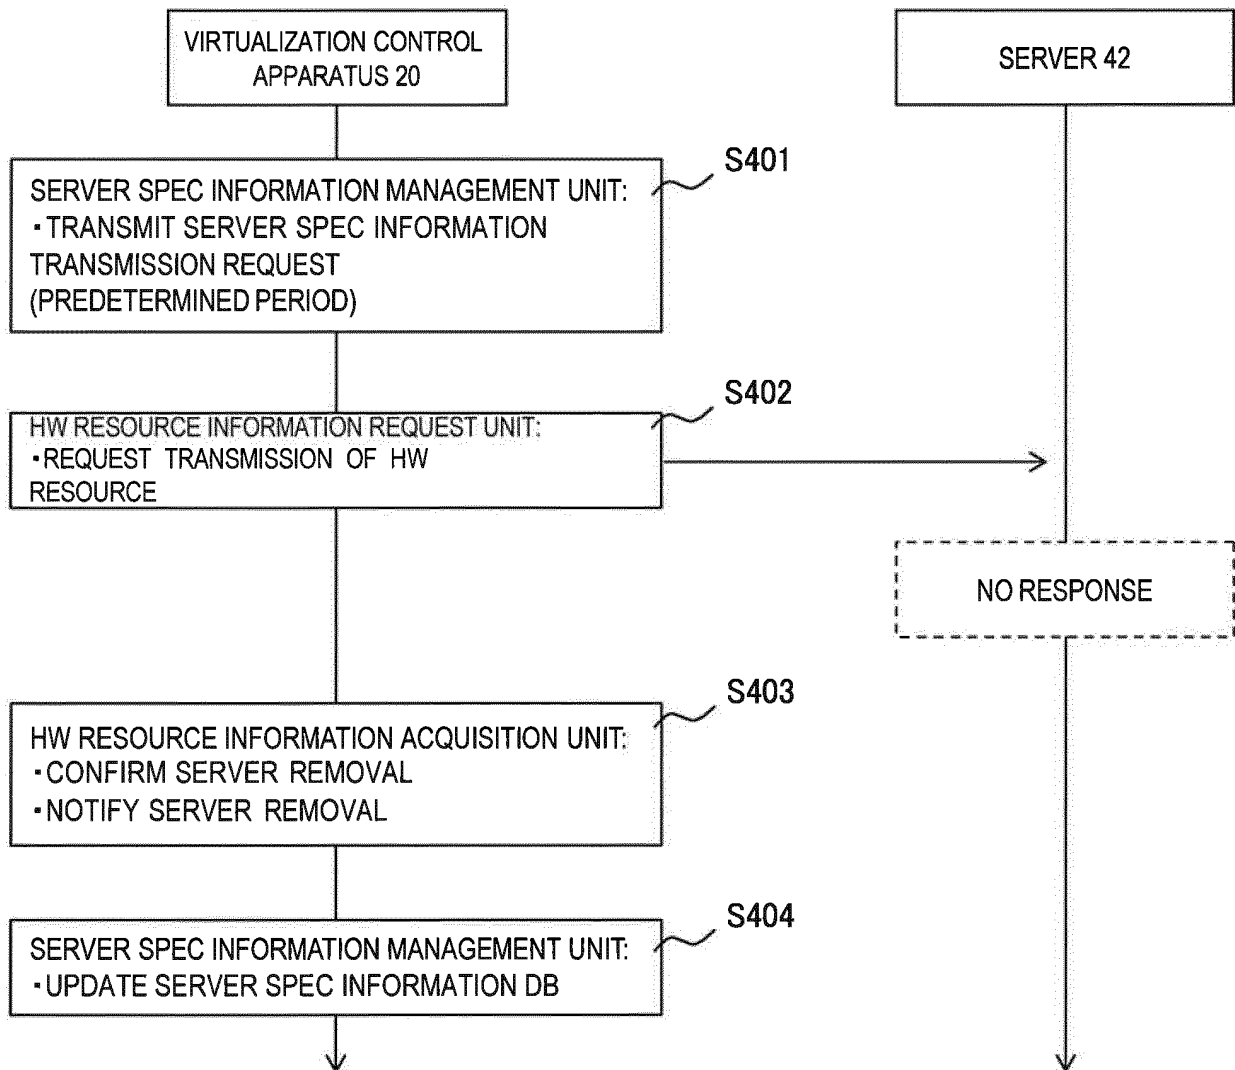 VIRTUALIZATION CONTROL
APPARATUS 20
SERVER 42
S401
SERVER SPEC INFORMATION MANAGEMENT UNIT:
・TRANSMIT SERVER SPEC INFORMATION
TRANSMISSION REQUEST
(PREDETERMINED PERIOD)
S402
HW RESOURCE INFORMATION REQUEST UNIT:
・REQUEST TRANSMISSION OF HW
RESOURCE
NO RESPONSE
S403
HW RESOURCE INFORMATION ACQUISITION UNIT:
・CONFIRM SERVER REMOVAL
・NOTIFY SERVER REMOVAL
S404
SERVER SPEC INFORMATION MANAGEMENT UNIT:
・UPDATE SERVER SPEC INFORMATION DB